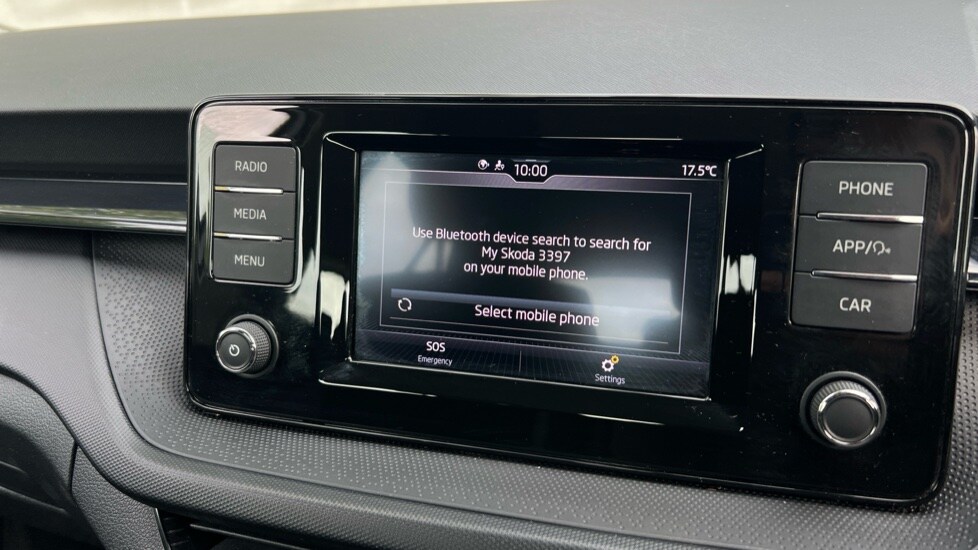 RADIO
MEDIA
MENU
10:00
17.5°C
Use Bluetooth device search to search for
My Skoda 3397
on your mobile phone.
Select mobile phone
SOS
Emergency
Settings
PHONE
APP/
CAR